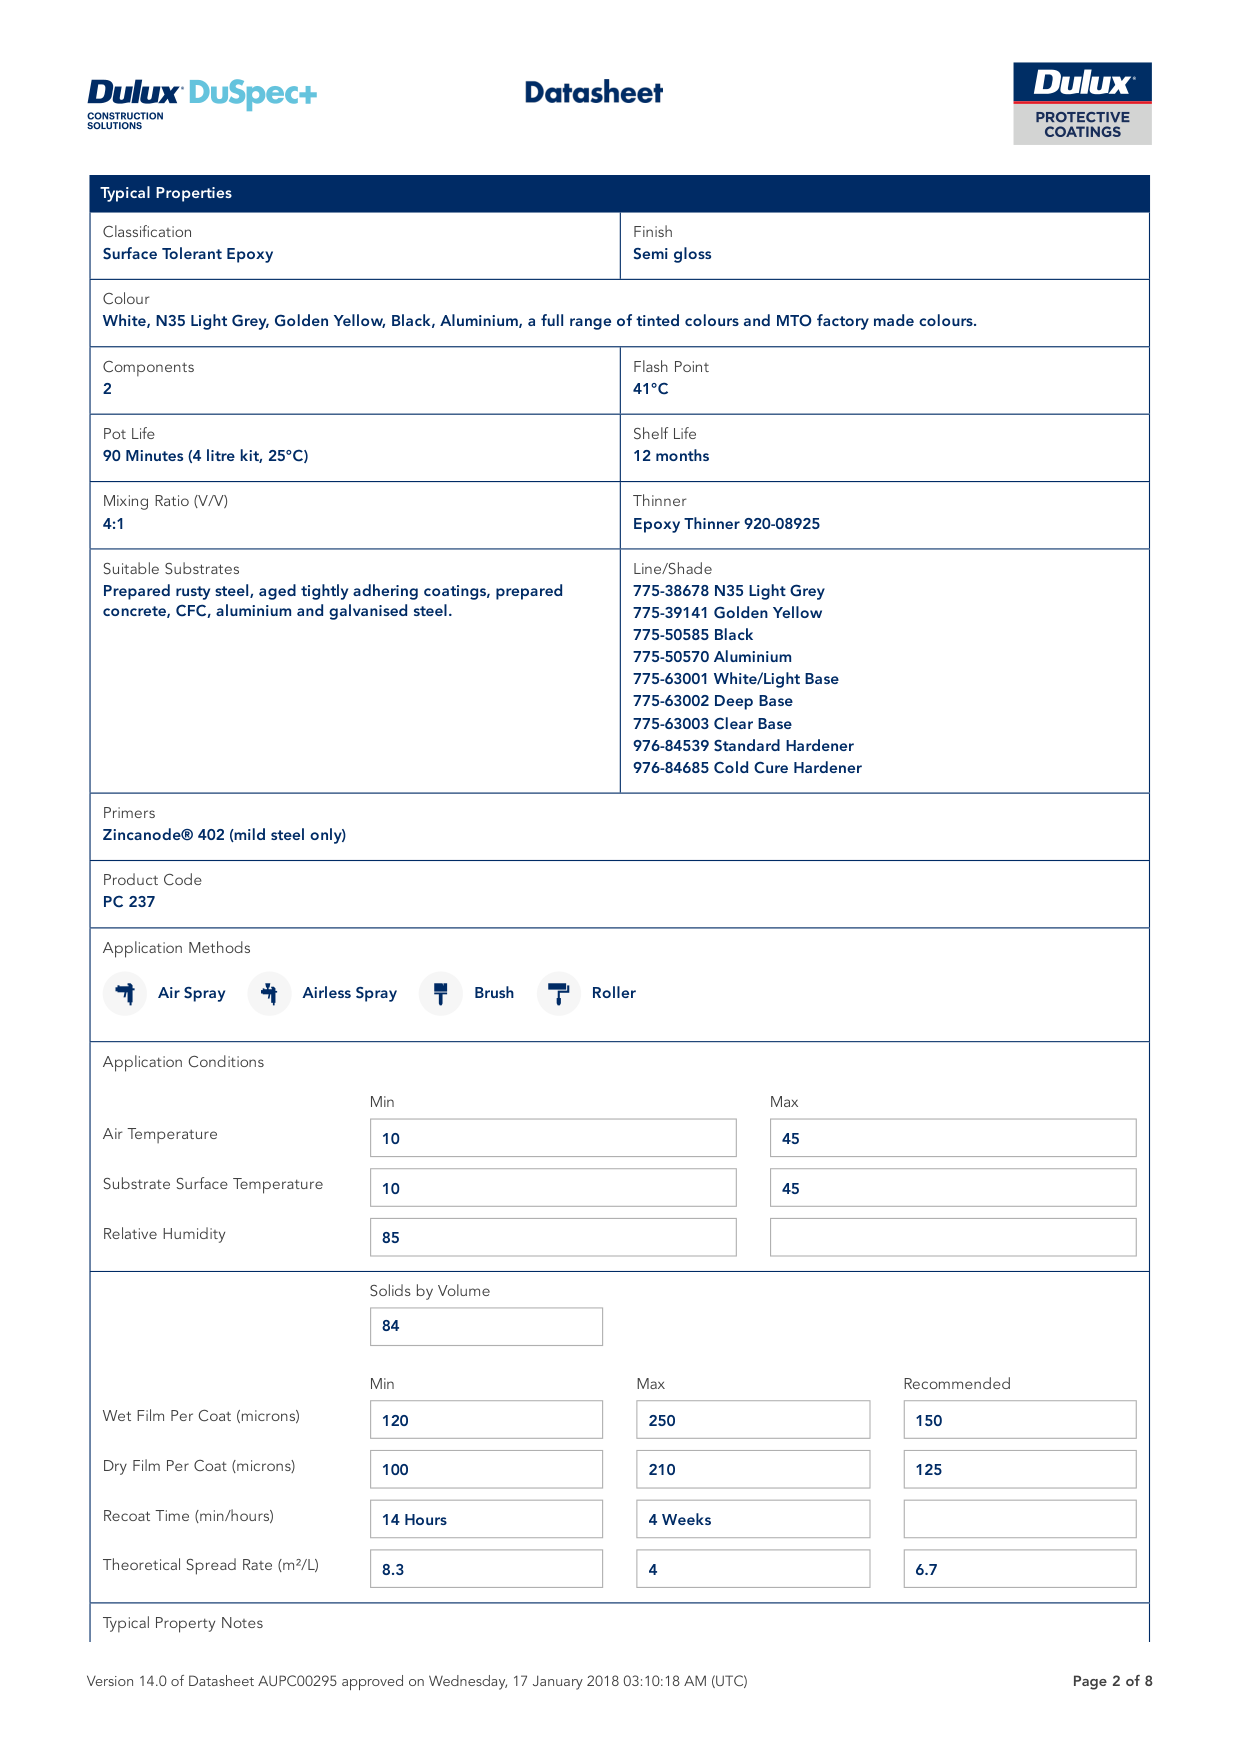 Dulux DuSpec+
CONSTRUCTION
SOLUTIONS
Datasheet
Dulux
PROTECTIVE
COATINGS
Typical Properties
Classification
Surface Tolerant Epoxy
Finish
Semi gloss
Colour
White, N35 Light Grey, Golden Yellow, Black, Aluminium, a full range of tinted colours and MTO factory made colours.
Components
2
Flash Point
41°C
Pot Life
90 Minutes (4 litre kit, 25°C)
Shelf Life
12 months
Mixing Ratio (V/V)
4:1
Thinner
Epoxy Thinner 920-08925
Suitable Substrates
Prepared rusty steel, aged tightly adhering coatings, prepared
concrete, CFC, aluminium and galvanised steel.
Line/Shade
775-38678 N35 Light Grey
775-39141 Golden Yellow
775-50585 Black
775-50570 Aluminium
775-63001 White/Light Base
775-63002 Deep Base
775-63003 Clear Base
976-84539 Standard Hardener
976-84685 Cold Cure Hardener
Primers
Zincanode® 402 (mild steel only)
Product Code
PC 237
Application Methods
Air Spray Airless Spray Brush Roller
Application Conditions
Min Max
Air Temperature 10 45
Substrate Surface Temperature 10 45
Relative Humidity 85
Solids by Volume
84
Min Max Recommended
Wet Film Per Coat (microns) 120 250 150
Dry Film Per Coat (microns) 100 210 125
Recoat Time (min/hours) 14 Hours 4 Weeks
Theoretical Spread Rate (m²/L) 8.3 4 6.7
Typical Property Notes
Version 14.0 of Datasheet AUPC00295 approved on Wednesday, 17 January 2018 03:10:18 AM (UTC) Page 2 of 8